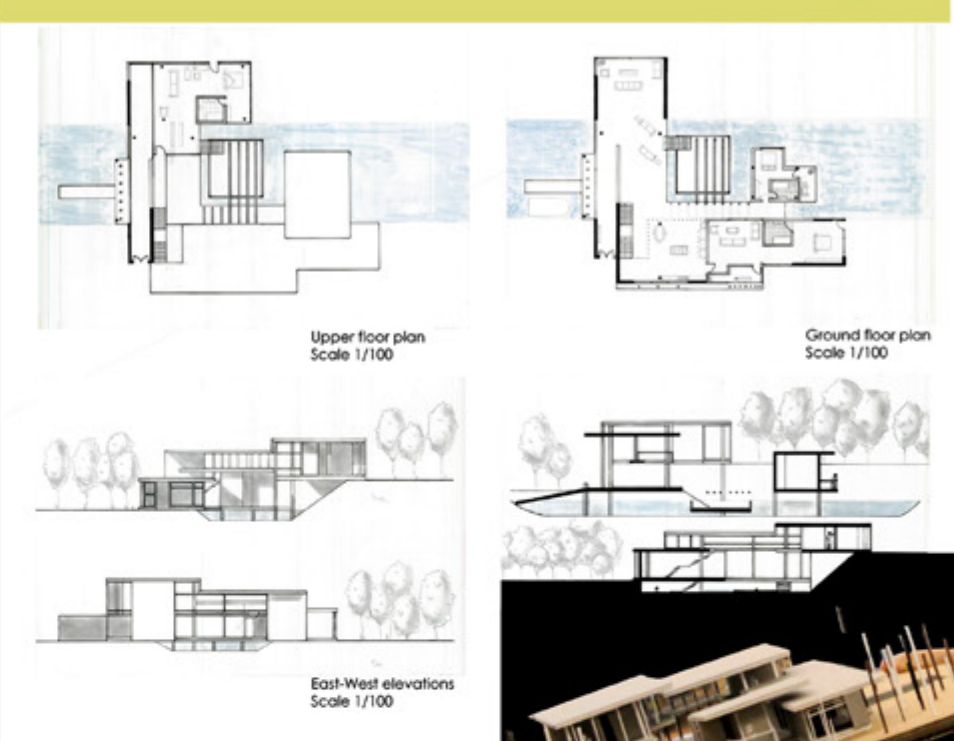 Upper floor plan
Scale 1/100
Ground floor plan
Scale 1/100
East-West elevations
Scale 1/100